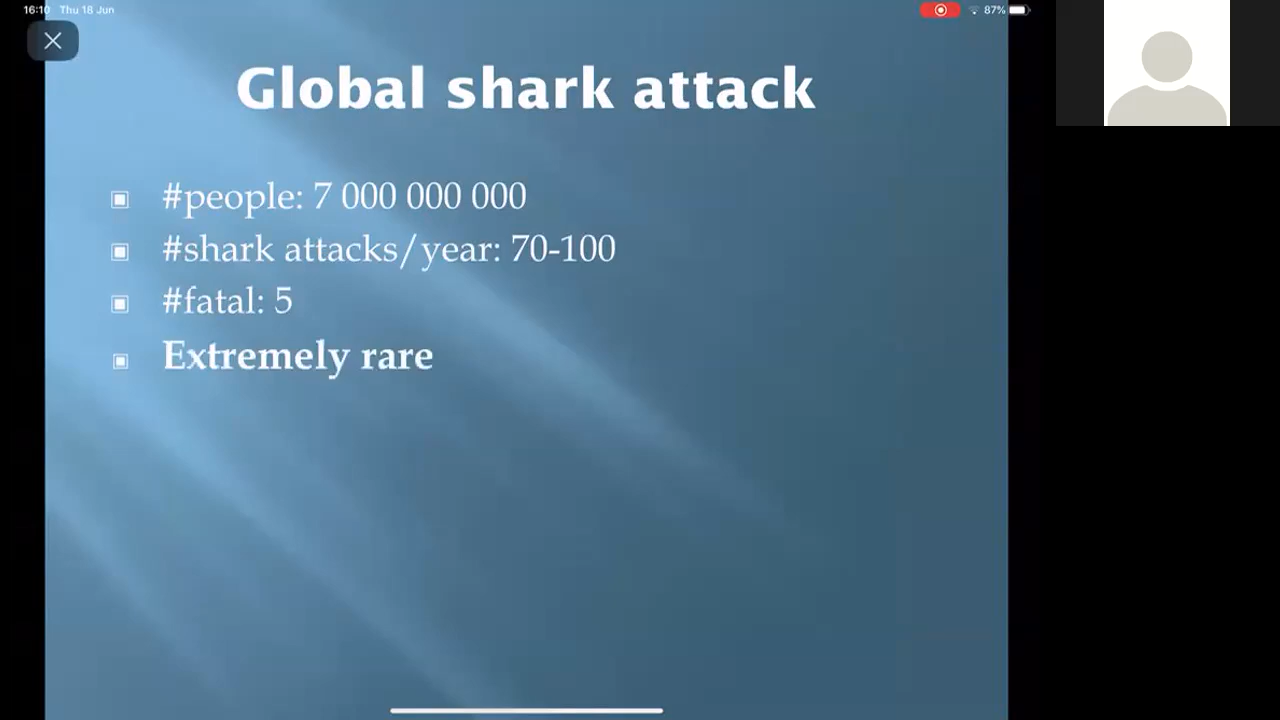 16:10 Thu 18 Jun
87%
Global shark attack
#people: 7 000 000 000
#shark attacks/year: 70-100
#fatal: 5
Extremely rare